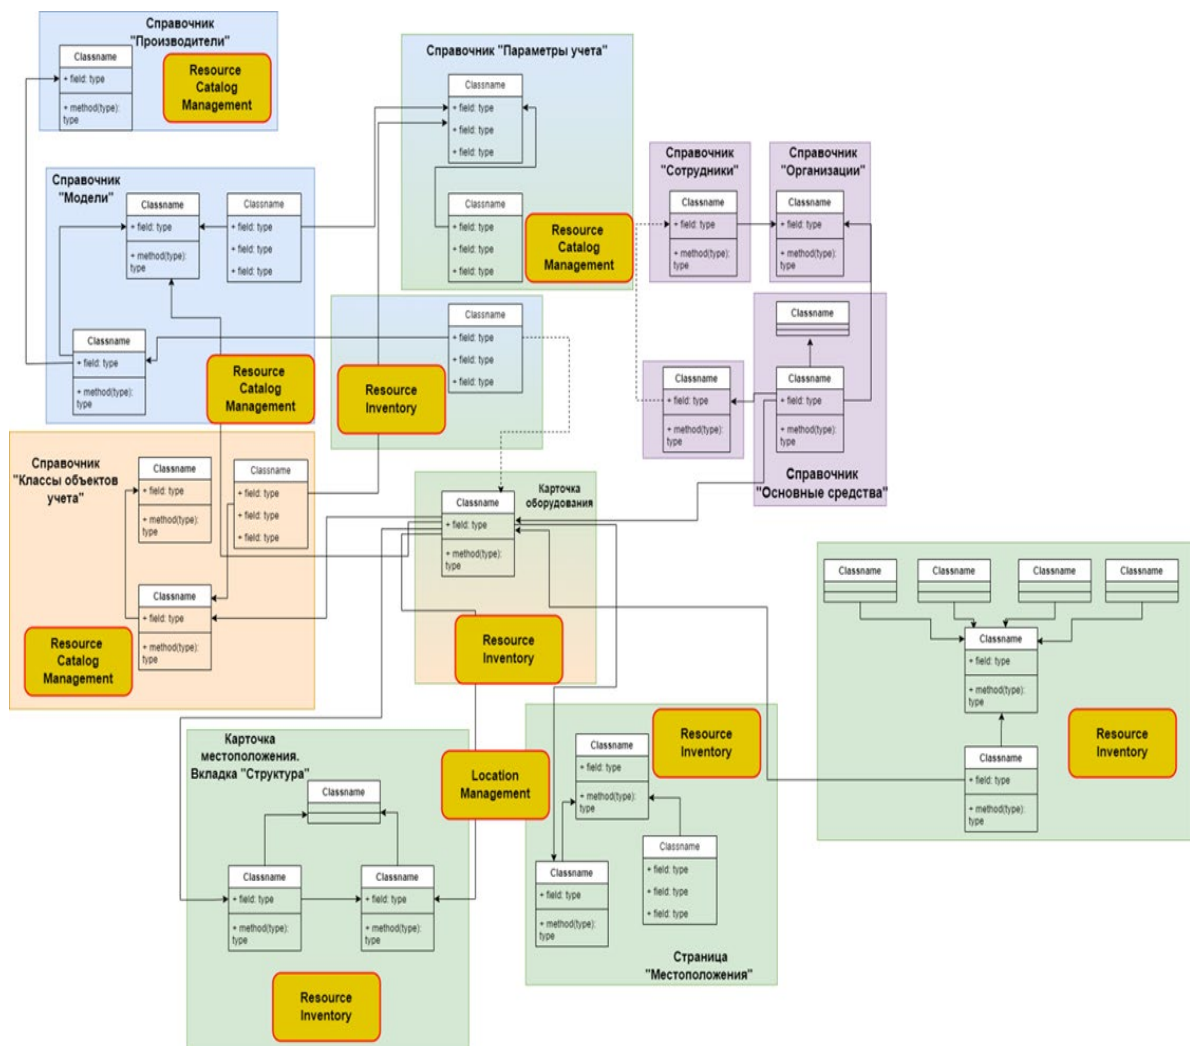 Справочник
"Производители"
Classname
+ field: type
+ method(type):
type
Resource
Catalog
Management
Справочник "Параметры учета"
Classname
+ field: type
+ field: type
+ field: type
Classname
+ field: type
+ field: type
+ field: type
Resource
Catalog
Management
Справочник
"Сотрудники"
Classname
+ field: type
+ method(type):
type
Справочник
"Организации"
Classname
+ field: type
+ method(type):
type
Справочник
"Модели"
Classname
+ field: type
+ method(type):
type
Classname
+ field: type
+ field: type
+ field: type
Classname
+ field: type
+ method(type):
type
Resource
Catalog
Management
Classname
+ field: type
+ field: type
+ field: type
Resource
Inventory
Classname
Classname
+ field: type
+ method(type):
type
Classname
+ field: type
+ method(type):
type
Справочник
"Основные средства"
Справочник
"Классы объектов
учета"
Classname
+ field: type
+ method(type):
type
Classname
+ field: type
+ field: type
+ field: type
Classname
+ field: type
+ method(type):
type
Resource
Catalog
Management
Карточка
оборудования
Classname
+ field: type
+ method(type):
type
Resource
Inventory
Classname
Classname
Classname
Classname
Classname
+ field: type
+ method(type):
type
Classname
+ field: type
+ method(type):
type
Resource
Inventory
Карточка
местоположения.
Вкладка "Структура"
Classname
Classname
+ field: type
+ method(type):
type
Classname
+ field: type
+ method(type):
type
Resource
Inventory
Location
Management
Classname
+ field: type
+ method(type):
type
Resource
Inventory
Classname
+ field: type
+ method(type):
type
Classname
+ field: type
+ field: type
+ field: type
Страница
"Местоположения"